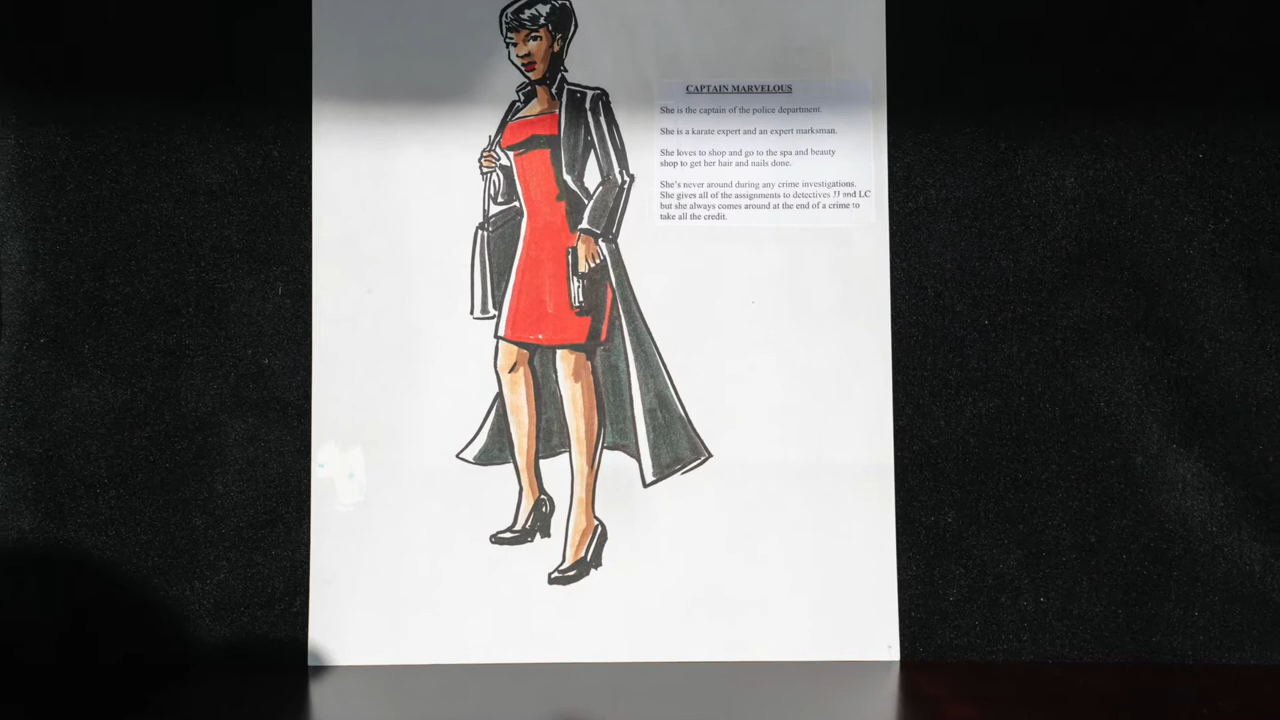 CAPTAIN MARVELOUS
She is the captain of the police department.
She is a karate expert and an expert marksman.
She loves to shop and go to the spa and beauty
shop to get her hair and nails done.
She's never around during any crime investigations.
She gives all of the assignments to detectives JJ and LC
but she always comes around at the end of a crime to
take all the credit.